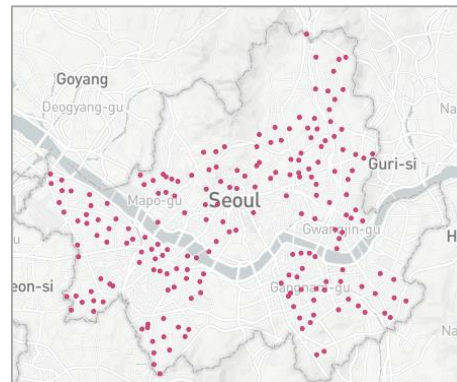 Goyang
Deogyang-gu
Na
Guri-si
Mapo-gu
Seoul
Gwangjin-gu
u
H
eon-si
Gangnam-gu
Na